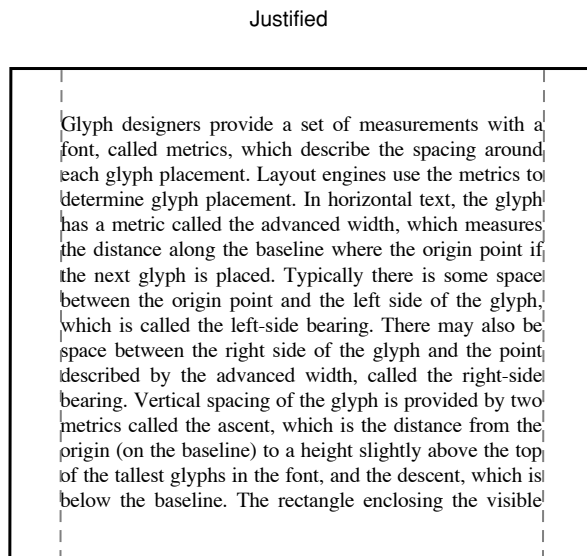 Justified
Glyph designers provide a set of measurements with a
font, called metrics, which describe the spacing around
each glyph placement. Layout engines use the metrics to
determine glyph placement. In horizontal text, the glyph
has a metric called the advanced width, which measures
the distance along the baseline where the origin point if
the next glyph is placed. Typically there is some space
between the origin point and the left side of the glyph,
which is called the left-side bearing. There may also be
space between the right side of the glyph and the point
described by the advanced width, called the right-side
bearing. Vertical spacing of the glyph is provided by two
metrics called the ascent, which is the distance from the
origin (on the baseline) to a height slightly above the top
of the tallest glyphs in the font, and the descent, which is
below the baseline. The rectangle enclosing the visible